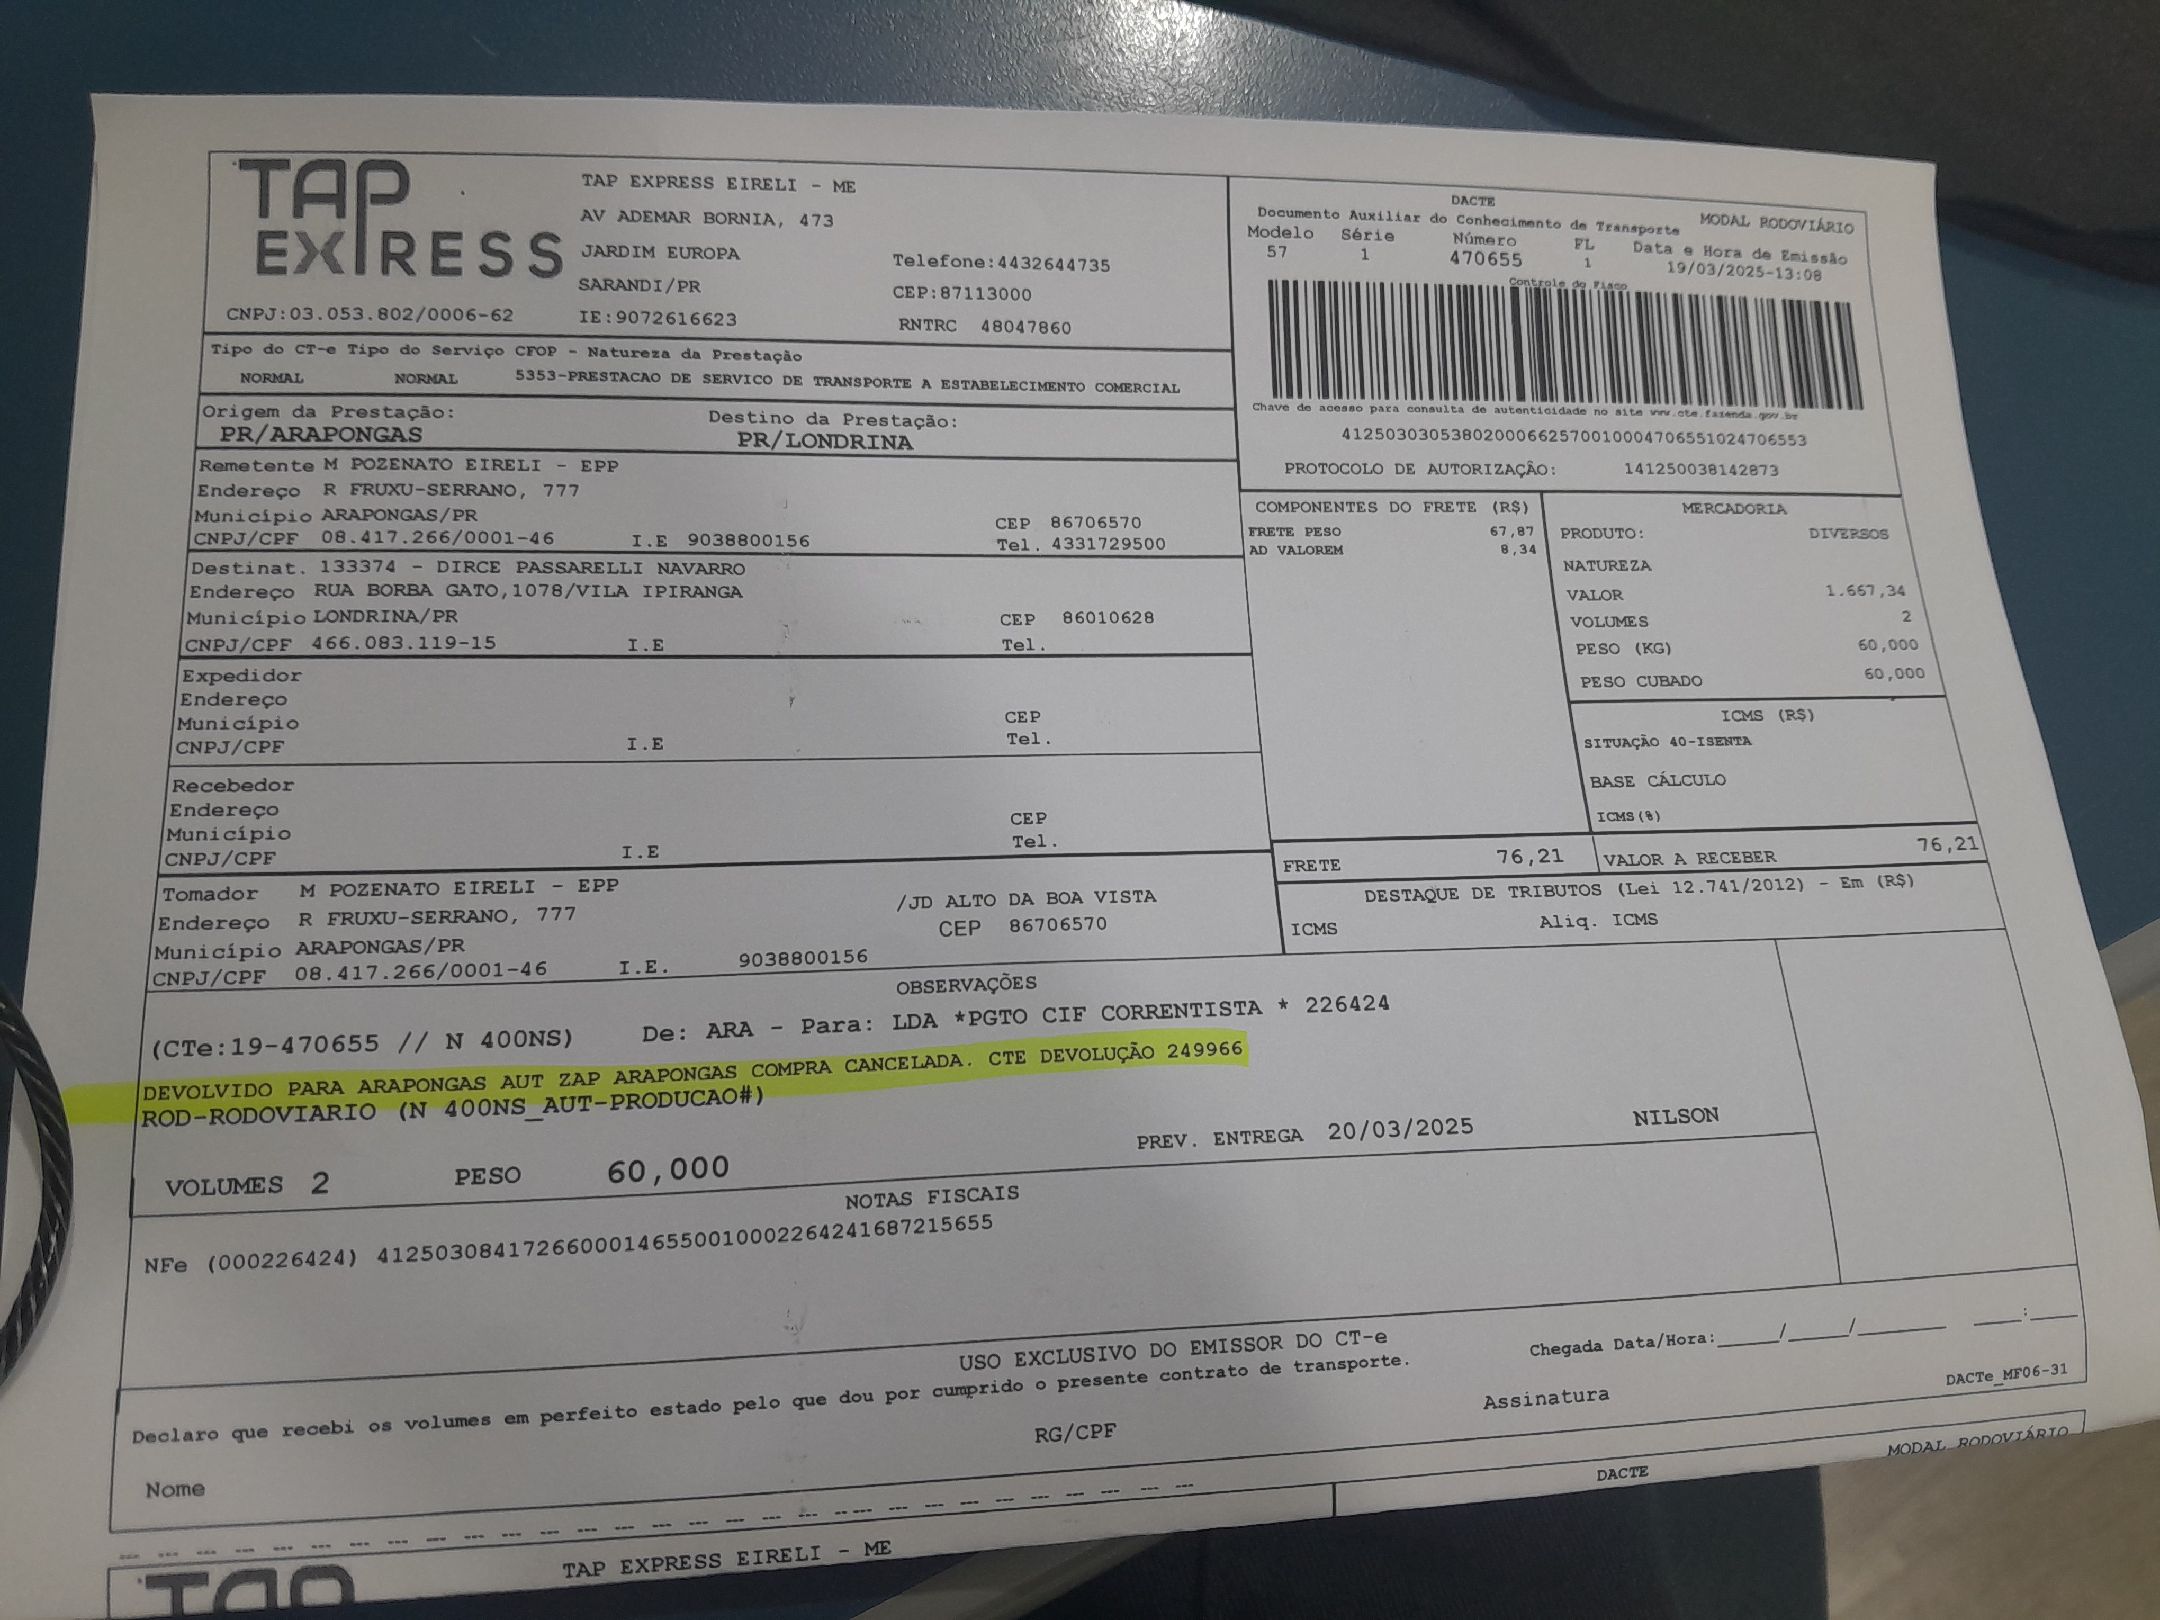 TAP EXPRESS
CNPJ:03.053.802/0006-62
TAP EXPRESS EIRELI - ME
AV ADEMAR BORNIA, 473
JARDIM EUROPA Telefone:4432644735
SARANDI/PR CEP:87113000
IE:9072616623 RNTRC 48047860
DACTE MODAL RODOVIÁRIO
Documento Auxiliar do Conhecimento de Transporte
Modelo Série Número FL Data e Hora de Emissão
57 1 470655 1 19/03/2025-13:08
Controle do Fisco
Chave de acesso para consulta de autenticidade no site www.cte.fazenda.gov.br
41250303053802000662570010004706551024706553
PROTOCOLO DE AUTORIZAÇÃO: 141250038142873
Tipo do CT-e Tipo do Serviço CFOP - Natureza da Prestação
NORMAL NORMAL 5353-PRESTACAO DE SERVICO DE TRANSPORTE A ESTABELECIMENTO COMERCIAL
Origem da Prestação: Destino da Prestação:
PR/ARAPONGAS PR/LONDRINA
Remetente M POZENATO EIRELI - EPP
Endereço R FRUXU-SERRANO, 777
Município ARAPONGAS/PR CEP 86706570
CNPJ/CPF 08.417.266/0001-46 I.E 9038800156 Tel. 4331729500
Destinat. 133374 - DIRCE PASSARELLI NAVARRO
Endereço RUA BORBA GATO,1078/VILA IPIRANGA
Município LONDRINA/PR CEP 86010628
CNPJ/CPF 466.083.119-15 I.E Tel.
Expedidor
Endereço
Município CEP
CNPJ/CPF I.E Tel.
Recebedor
Endereço
Município CEP
CNPJ/CPF I.E Tel.
Tomador M POZENATO EIRELI - EPP
Endereço R FRUXU-SERRANO, 777 /JD ALTO DA BOA VISTA
Município ARAPONGAS/PR CEP 86706570
CNPJ/CPF 08.417.266/0001-46 I.E. 9038800156
COMPONENTES DO FRETE (R$)
FRETE PESO 67,87
AD VALOREM 8,34
MERCADORIA
PRODUTO: DIVERSOS
NATUREZA
VALOR 1.667,34
VOLUMES 2
PESO (KG) 60,000
PESO CUBADO 60,000
ICMS (R$)
SITUAÇÃO 40-ISENTA
BASE CÁLCULO
ICMS(%)
FRETE 76,21 VALOR A RECEBER 76,21
DESTAQUE DE TRIBUTOS (Lei 12.741/2012) - Em (R$)
ICMS Aliq. ICMS
OBSERVAÇÕES
(CTe:19-470655 // N 400NS) De: ARA - Para: LDA *PGTO CIF CORRENTISTA * 226424
DEVOLVIDO PARA ARAPONGAS AUT ZAP ARAPONGAS COMPRA CANCELADA. CTE DEVOLUÇÃO 249966
ROD-RODOVIARIO (N 400NS_AUT-PRODUCAO#)
PREV. ENTREGA 20/03/2025 NILSON
VOLUMES 2 PESO 60,000
NOTAS FISCAIS
NFe (000226424) 41250308417266000146550010002264241687215655
USO EXCLUSIVO DO EMISSOR DO CT-e
Declaro que recebi os volumes em perfeito estado pelo que dou por cumprido o presente contrato de transporte.
Chegada Data/Hora:_____/_____/_______ ____:____
Nome RG/CPF Assinatura
DACTe_MF06-31
TAP
TAP EXPRESS EIRELI - ME
DACTE MODAL RODOVIÁRIO